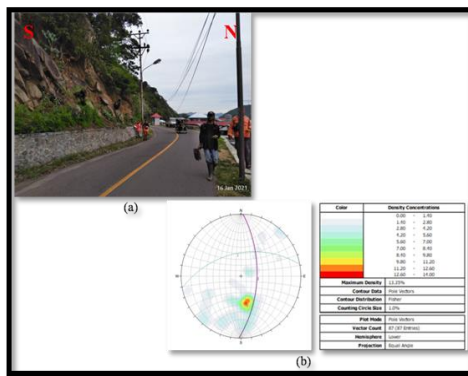 S N
16 Jan 2021
(a)
Color Density Concentrations
0.00 - 1.40
1.40 - 2.80
2.80 - 4.20
4.20 - 5.60
5.60 - 7.00
7.00 - 8.40
8.40 - 9.80
9.80 - 11.20
11.20 - 12.60
12.60 - 14.00
Maximum Density 13.25%
Contour Data Pole Vectors
Contour Distribution Fisher
Counting Circle Size 1.0%
Plot Mode Pole Vectors
Vector Count 87 (87 Entries)
Hemisphere Lower
Projection Equal Angle
(b)